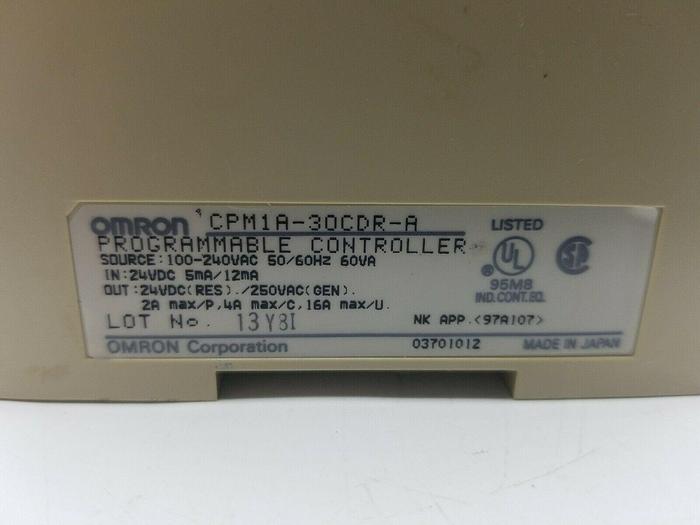 OMRON CPM1A-30CDR-A
PROGRAMMABLE CONTROLLER
SOURCE:100-240VAC 50/60Hz 60VA
IN:24VDC 5mA/12mA
OUT:24VDC(RES)./250VAC(GEN).
2A max/P,4A max/C,16A max/U.
LOT No. 13Y8I
OMRON Corporation
LISTED
UL ®
SA
95M8
IND.CONT.EQ.
NK APP.<97A107>
03701012 MADE IN JAPAN